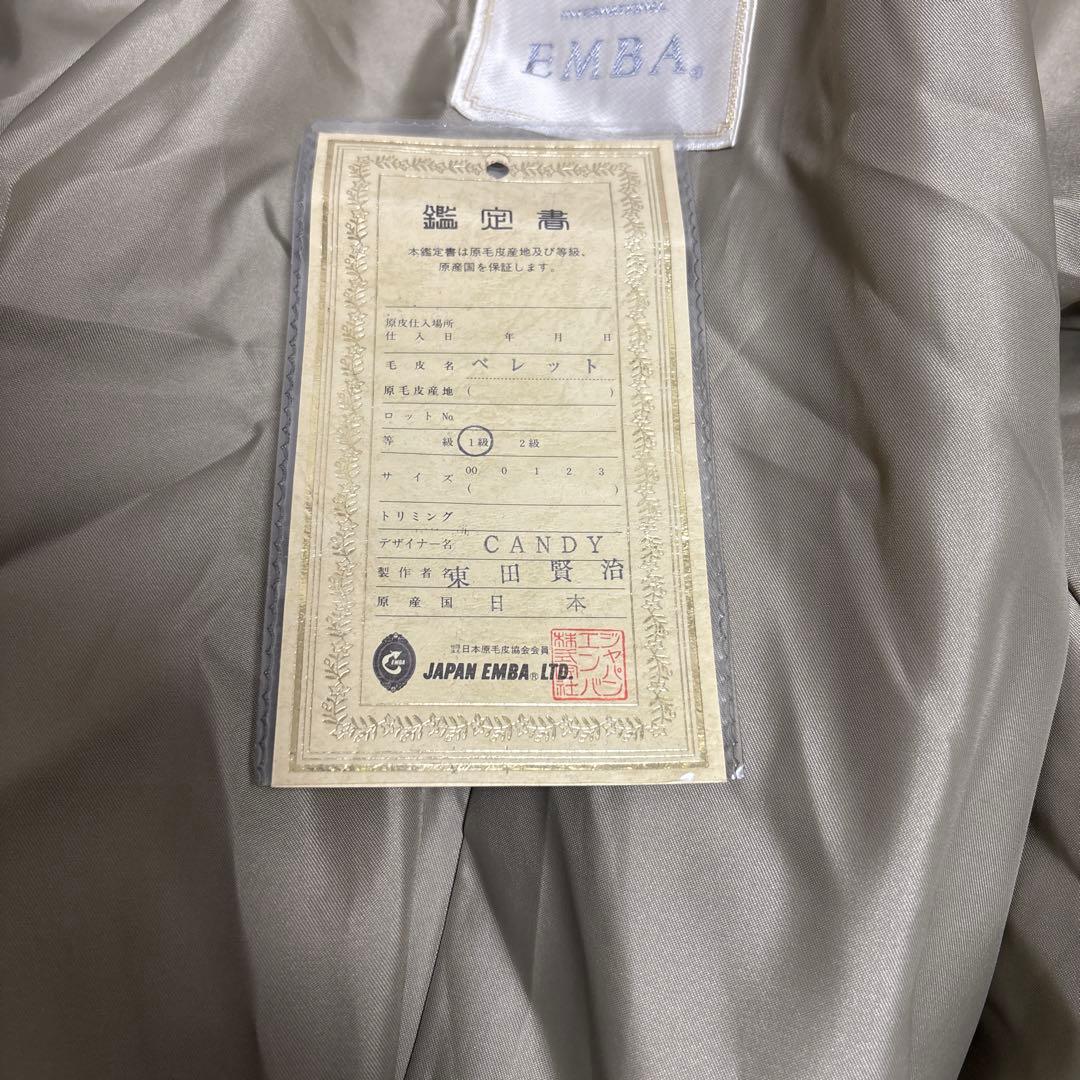 EMBA®
鑑定書
本鑑定書は原毛皮産地及び等級、
原産国を保証します。
原皮仕入場所
仕入日 年 月 日
毛皮名 ベレット
原毛皮産地 ( )
ロットNo.
等級 1級 2級
サイズ 00 0 1 2 3
( )
トリミング
デザイナー名 CANDY
製作者名 東田賢治
原産国 日本
EMBA
日本原毛皮協会会員
JAPAN EMBA® LTD.
ジャパン
エンバ
株式会社